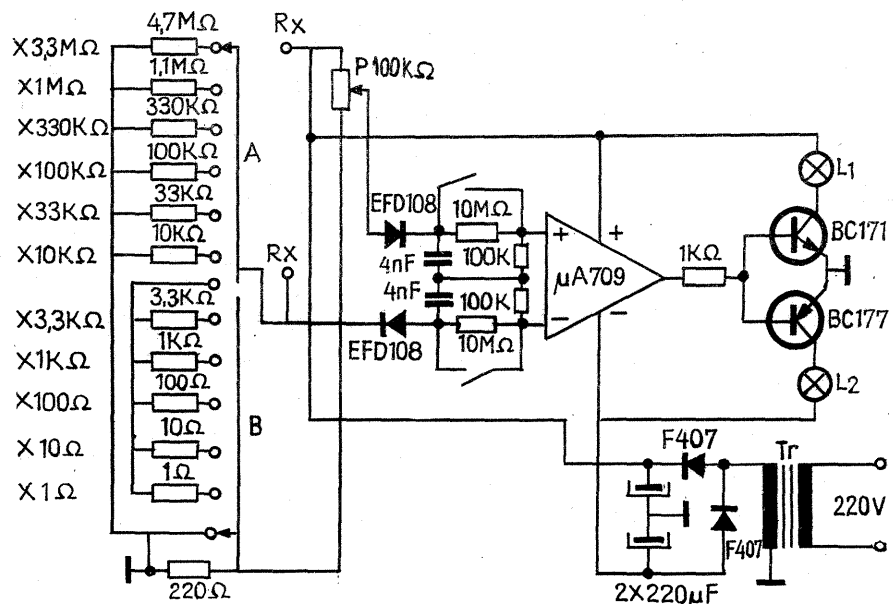 4,7MΩ
X3,3MΩ
1,1MΩ
X1MΩ
330KΩ
X330KΩ
100KΩ
X100KΩ
33KΩ
X33KΩ
10KΩ
X10KΩ
A
3,3KΩ
X3,3KΩ
1KΩ
X1KΩ
100Ω
X100Ω
10Ω
X10Ω
B
1Ω
X1Ω
220Ω
Rx
P100KΩ
Rx
EFD108
10MΩ
100K
4nF
4nF
100K
EFD108
10MΩ
+
+
μA709
−
−
1KΩ
L1
BC171
BC177
L2
F407
F407
Tr
220V
2X220μF